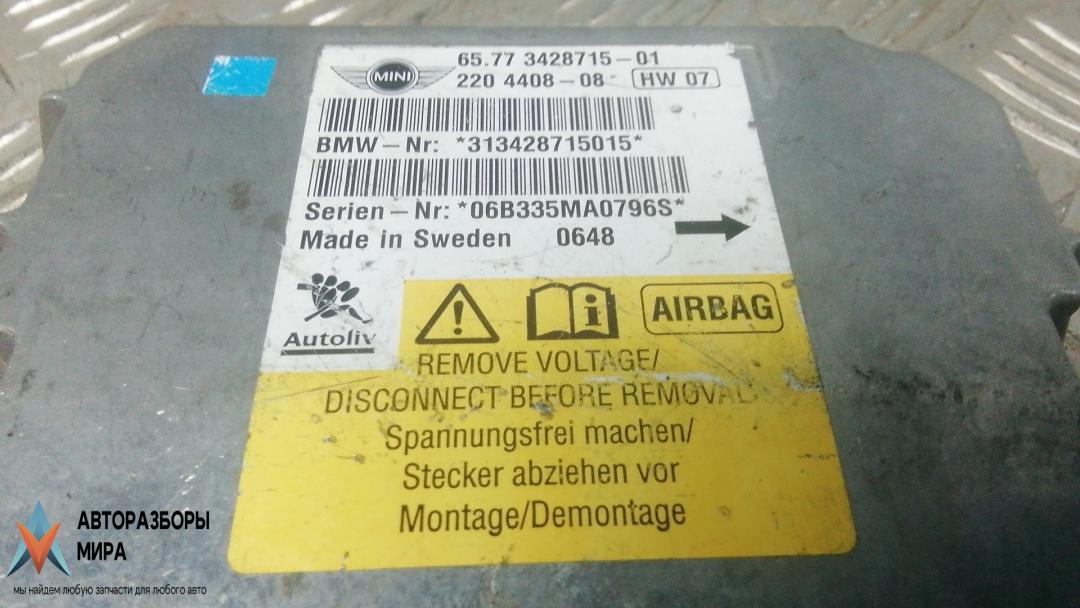 65.77 3428715-01
MINI 220 4408-08 HW 07
BMW-Nr: *313428715015*
Serien-Nr: *06B335MA0796S*
Made in Sweden 0648
Autoliv
AIRBAG
REMOVE VOLTAGE/
DISCONNECT BEFORE REMOVAL
Spannungsfrei machen/
Stecker abziehen vor
Montage/Demontage
АВТОРАЗБОРЫ
МИРА
мы найдем любую запчасти для любого авто